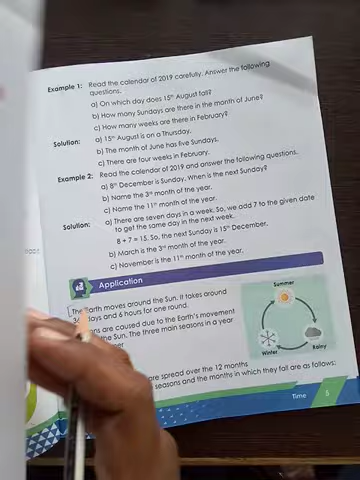 Example 1: Read the calendar of 2019 carefully. Answer the following
questions.
a) On which day does 15th August fall?
b) How many Sundays are there in the month of June?
c) How many weeks are there in February?
Solution: a) 15th August is on a Thursday.
b) The month of June has five Sundays.
c) There are four weeks in February.
Example 2: Read the calendar of 2019 and answer the following questions.
a) 8th December is Sunday. When is the next Sunday?
b) Name the 3rd month of the year.
c) Name the 11th month of the year.
Solution: a) There are seven days in a week. So, we add 7 to the given date
to get the same day in the next week.
8 + 7 = 15. So, the next Sunday is 15th December.
b) March is the 3rd month of the year.
c) November is the 11th month of the year.
Application
The Earth moves around the Sun. It takes around
days and 6 hours for one round.
are caused due to the Earth's movement
the Sun. The three main seasons in a year
Summer
Rainy
Winter
are spread over the 12 months
seasons and the months in which they fall are as follows:
Time 5